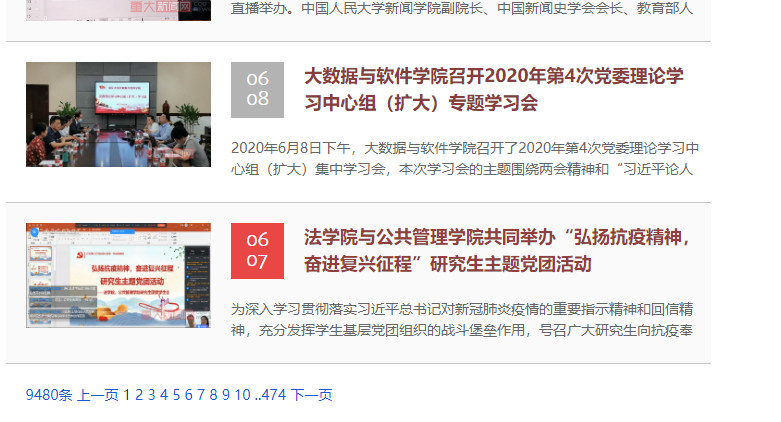 直播举办。中国人民大学新闻学院副院长、中国新闻史学会会长、教育部人
重大新闻网
06
08
大数据与软件学院召开2020年第4次党委理论学
习中心组（扩大）专题学习会
2020年6月8日下午，大数据与软件学院召开了2020年第4次党委理论学习中
心组（扩大）集中学习会，本次学习会的主题围绕两会精神和“习近平论人
06
07
法学院与公共管理学院共同举办“弘扬抗疫精神，
奋进复兴征程”研究生主题党团活动
弘扬抗疫精神，奋进复兴征程
研究生主题党团活动
为深入学习贯彻落实习近平总书记对新冠肺炎疫情的重要指示精神和回信精
神，充分发挥学生基层党团组织的战斗堡垒作用，号召广大研究生向抗疫奉
9480条 上一页 1 2 3 4 5 6 7 8 9 10 ..474 下一页